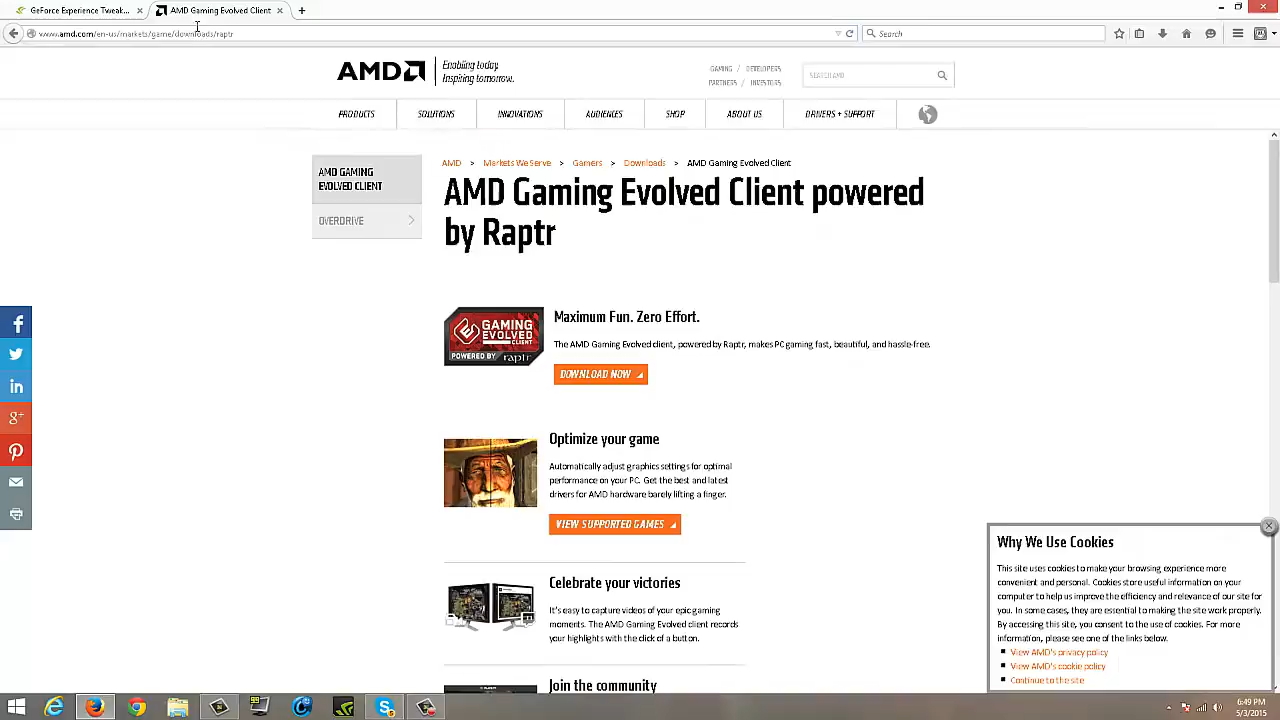 GeForce Experience Tweak...
AMD Gaming Evolved Client
www.amd.com/en-us/markets/game/downloads/raptr
Search
AMD
Enabling today.
Inspiring tomorrow.
GAMING / DEVELOPERS
PARTNERS / INVESTORS
SEARCH AMD
PRODUCTS
SOLUTIONS
INNOVATIONS
AUDIENCES
SHOP
ABOUT US
DRIVERS + SUPPORT
AMD GAMING
EVOLVED CLIENT
OVERDRIVE
AMD > Markets We Serve > Gamers > Downloads > AMD Gaming Evolved Client
AMD Gaming Evolved Client powered
by Raptr
GAMING
EVOLVED
CLIENT
POWERED BY raptr
Maximum Fun. Zero Effort.
The AMD Gaming Evolved client, powered by Raptr, makes PC gaming fast, beautiful, and hassle-free.
DOWNLOAD NOW
Optimize your game
Automatically adjust graphics settings for optimal
performance on your PC. Get the best and latest
drivers for AMD hardware barely lifting a finger.
VIEW SUPPORTED GAMES
Celebrate your victories
It's easy to capture videos of your epic gaming
moments. The AMD Gaming Evolved client records
your highlights with the click of a button.
Join the community
Why We Use Cookies
This site uses cookies to make your browsing experience more
convenient and personal. Cookies store useful information on your
computer to help us improve the efficiency and relevance of our site for
you. In some cases, they are essential to making the site work properly.
By accessing this site, you consent to the use of cookies. For more
information, please see one of the links below.
View AMD's privacy policy
View AMD's cookie policy
Continue to the site
6:49 PM
5/3/2015